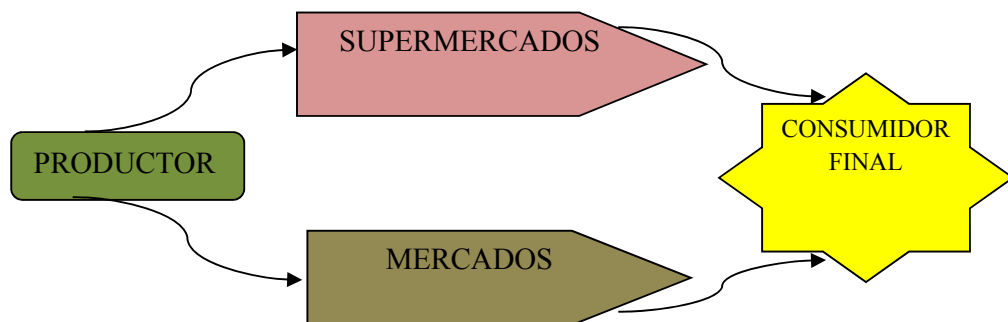 SUPERMERCADOS
PRODUCTOR
CONSUMIDOR
FINAL
MERCADOS